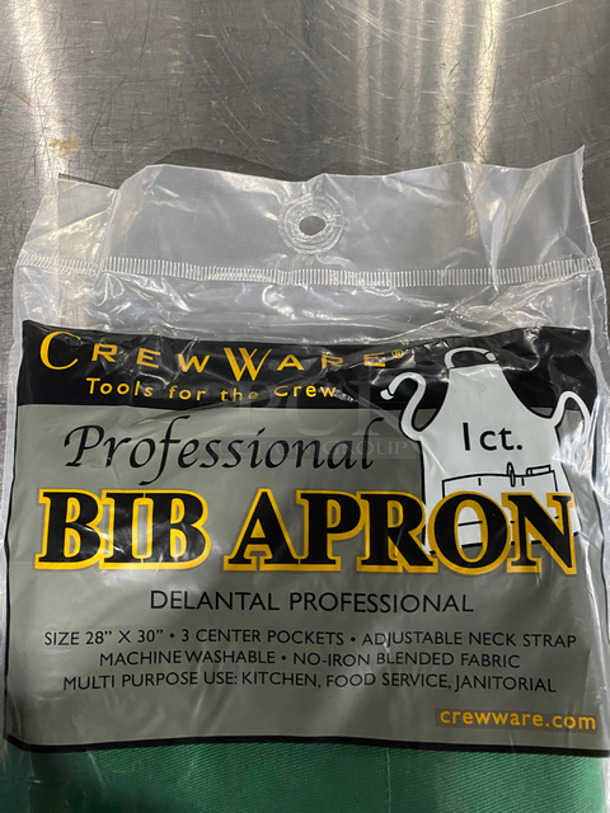 CREWWARE®
Tools for the Crew
Professional
1 ct.
BIB APRON
DELANTAL PROFESSIONAL
SIZE 28" X 30" • 3 CENTER POCKETS • ADJUSTABLE NECK STRAP
MACHINE WASHABLE • NO-IRON BLENDED FABRIC
MULTI PURPOSE USE: KITCHEN, FOOD SERVICE, JANITORIAL
crewware.com